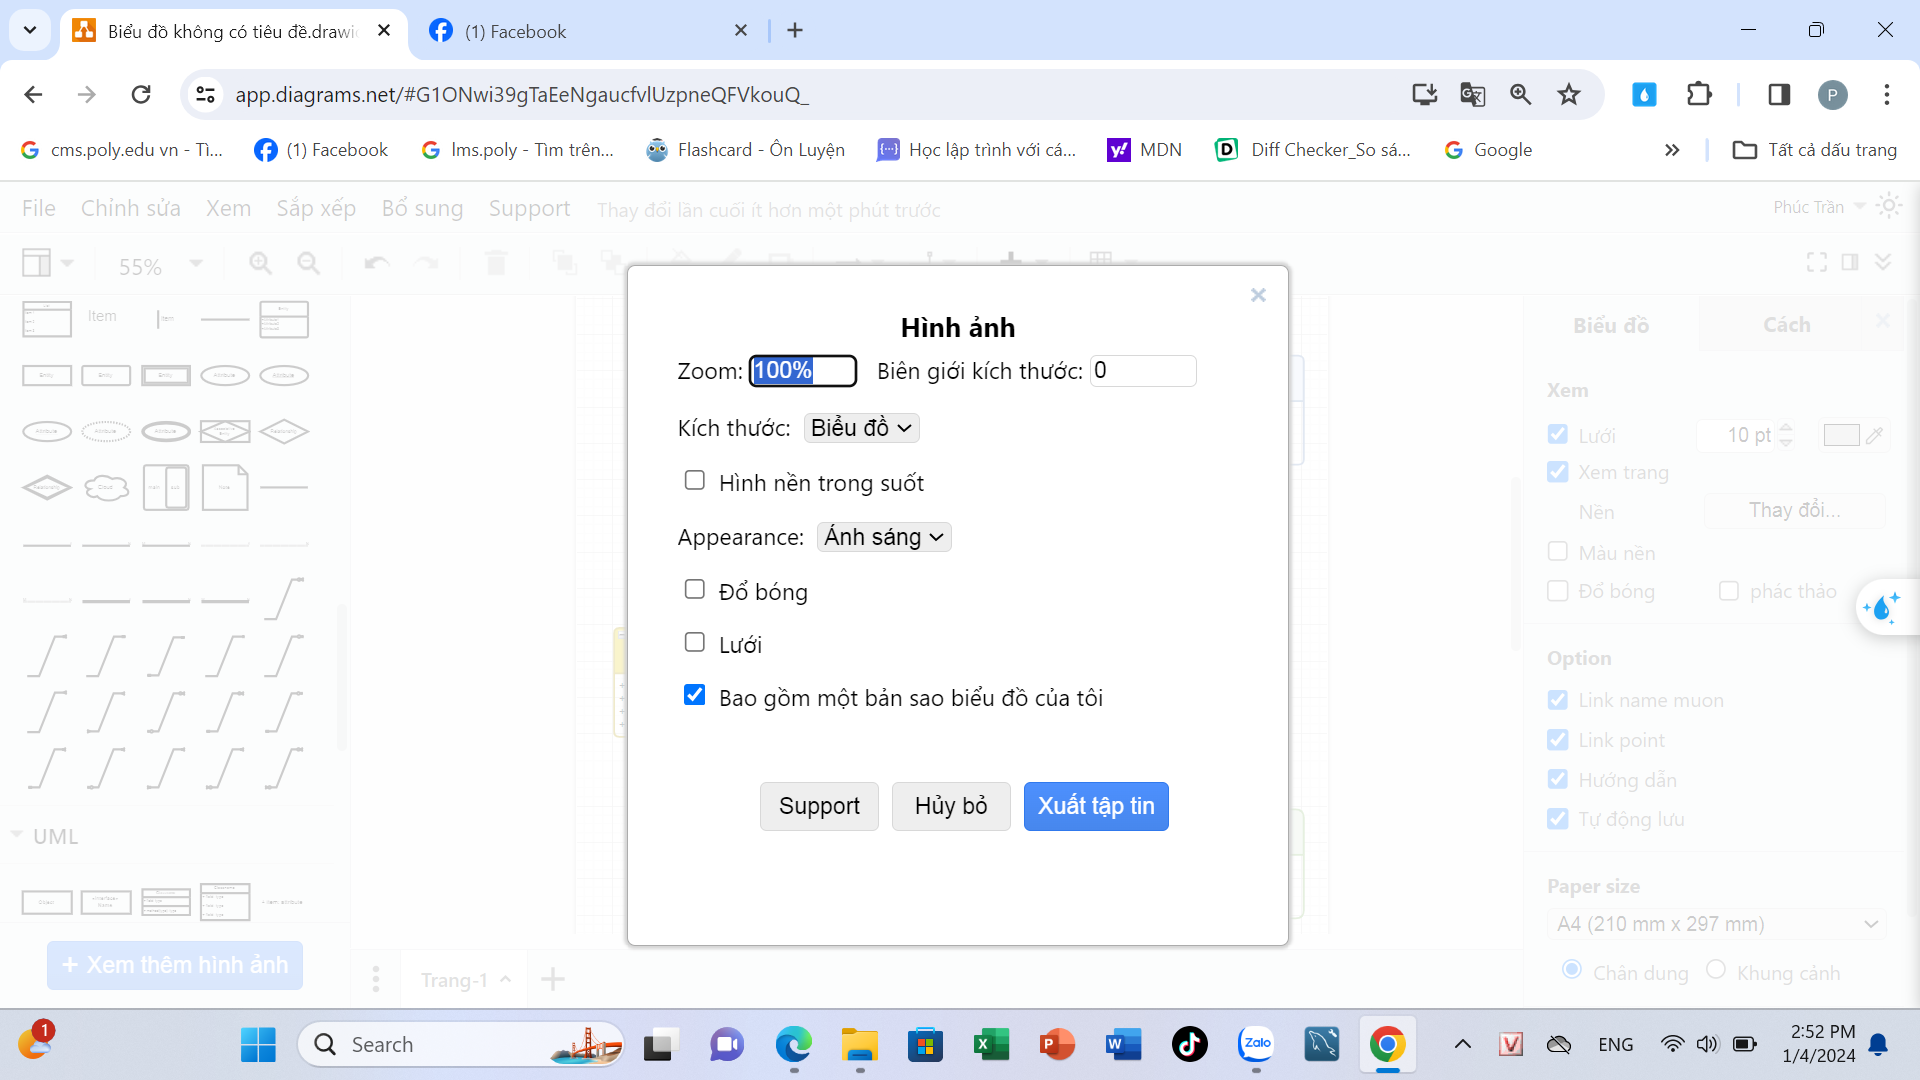 Biểu đồ không có tiêu đề.drawi
(1) Facebook
app.diagrams.net/#G1ONwi39gTaEeNgaucfvlUzpneQFVkouQ_
P
cms.poly.edu vn - Tì...
(1) Facebook
lms.poly - Tìm trên...
Flashcard - Ôn Luyện
Học lập trình với cá...
MDN
Diff Checker_So sá...
Google
Tất cả dấu trang
File Chỉnh sửa Xem Sắp xếp Bổ sung Support Thay đổi lần cuối ít hơn một phút trước
Phúc Trần
55%
Item
UML
+ Xem thêm hình ảnh
Trang-1
Hình ảnh
Zoom: 100% Biên giới kích thước: 0
Kích thước: Biểu đồ
Hình nền trong suốt
Appearance: Ánh sáng
Đổ bóng
Lưới
Bao gồm một bản sao biểu đồ của tôi
Support Hủy bỏ Xuất tập tin
Biểu đồ Cách
Xem
Lưới 10 pt
Xem trang
Nền Thay đổi...
Màu nền
Đổ bóng phác thảo
Option
Link name muon
Link point
Hướng dẫn
Tự động lưu
Paper size
A4 (210 mm x 297 mm)
Chân dung Khung cảnh
1
Search
Zalo
ENG
2:52 PM
1/4/2024